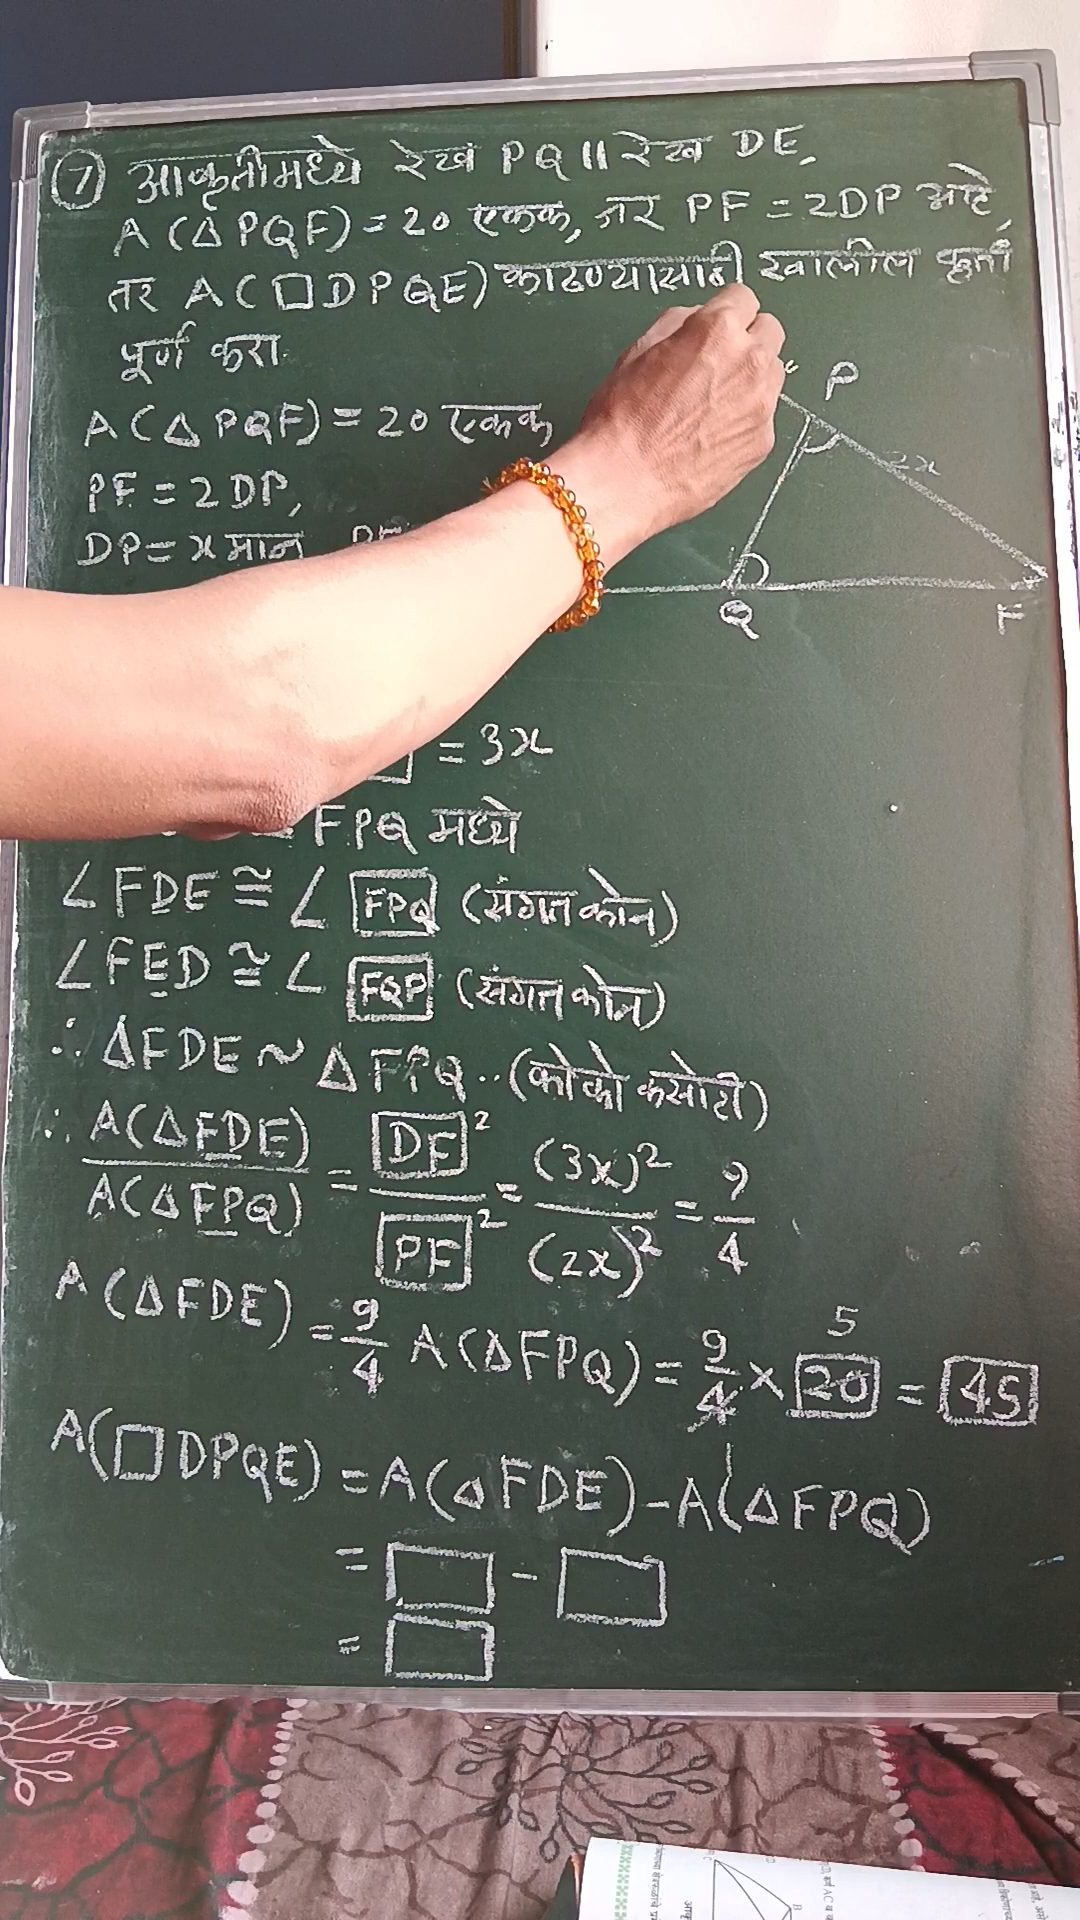 (7) आकृतीमध्ये रेख PQ || रेख DE,
A(△PQF) = 20 एकक, जर PF = 2DP आहे,
तर A(□DPQE) काढण्यासाठी खालील कृती
पूर्ण करा.
A(△PQF) = 20 एकक
PF = 2DP,
DP = x मानू
P
2x
Q
F
= 3x
FPQ मध्ये
∠FDE ≅ ∠ FPQ (संगत कोन)
∠FED ≅ ∠ FQP (संगत कोन)
∴ △FDE ~ △FPQ .. (कोको कसोटी)
∴ A(△FDE) / A(△FPQ) = DF² / PF² = (3x)² / (2x)² = 9/4
A(△FDE) = 9/4 A(△FPQ) = 9/4 × 20 = 45
5
1
A(□DPQE) = A(△FDE) - A(△FPQ)
= □ - □
= □